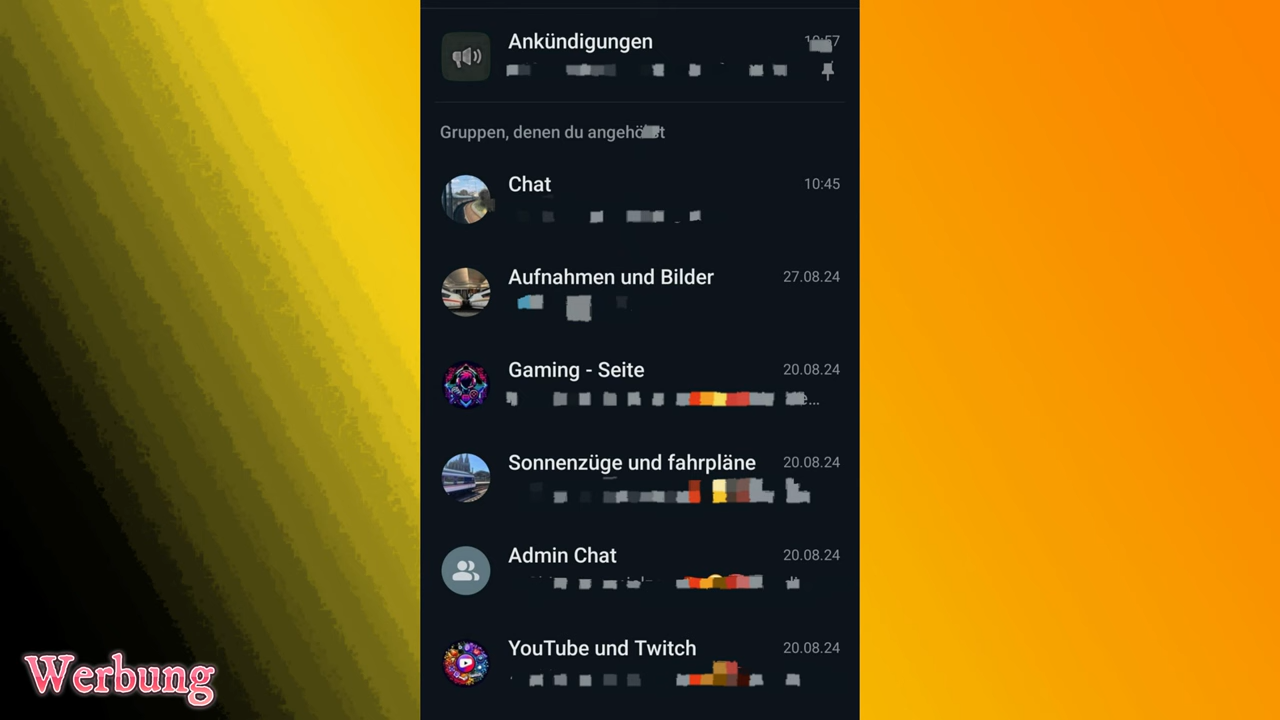 Ankündigungen
Gruppen, denen du
Chat
10:45
Aufnahmen und Bilder
27.08.24
Gaming - Seite
20.08.24
Sonnenzüge und fahrpläne
20.08.24
Admin Chat
20.08.24
YouTube und Twitch
20.08.24
Werbung